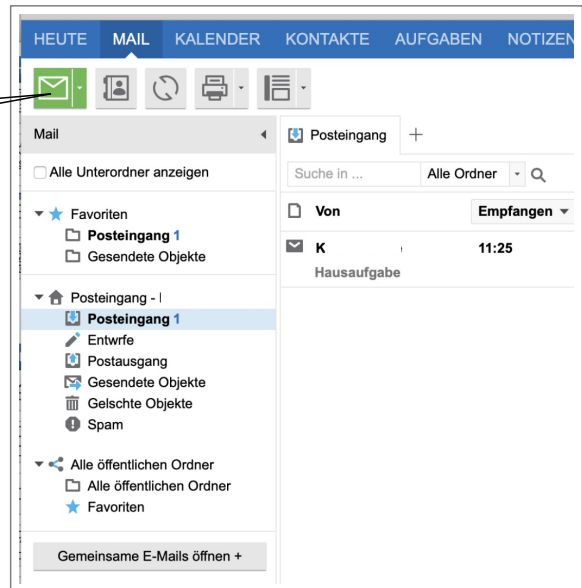 HEUTE MAIL KALENDER KONTAKTE AUFGABEN NOTIZEN
Mail
Alle Unterordner anzeigen
Favoriten
Posteingang 1
Gesendete Objekte
Posteingang -
Posteingang 1
Entwrfe
Postausgang
Gesendete Objekte
Gelschte Objekte
Spam
Alle öffentlichen Ordner
Alle öffentlichen Ordner
Favoriten
Gemeinsame E-Mails öffnen +
Posteingang +
Suche in ... Alle Ordner
Von Empfangen
K 11:25
Hausaufgabe